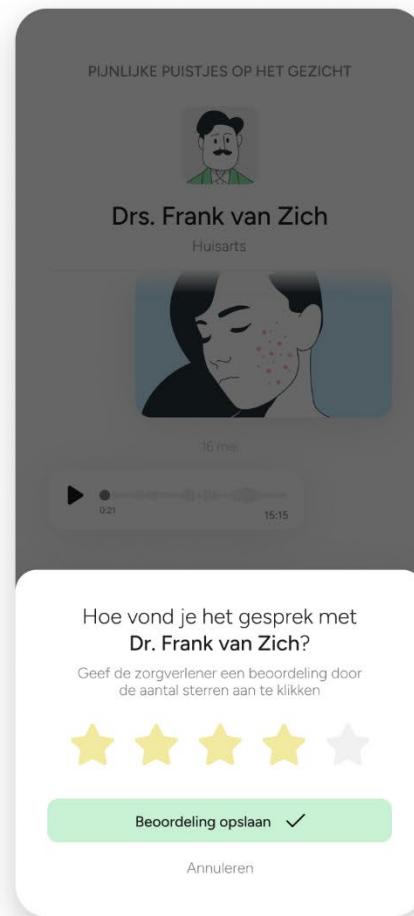 PIJNLIJKE PUISTJES OP HET GEZICHT
Drs. Frank van Zich
Huisarts
16 mei
0:21
15:15
Hoe vond je het gesprek met
Dr. Frank van Zich?
Geef de zorgverlener een beoordeling door
de aantal sterren aan te klikken
Beoordeling opslaan
Annuleren